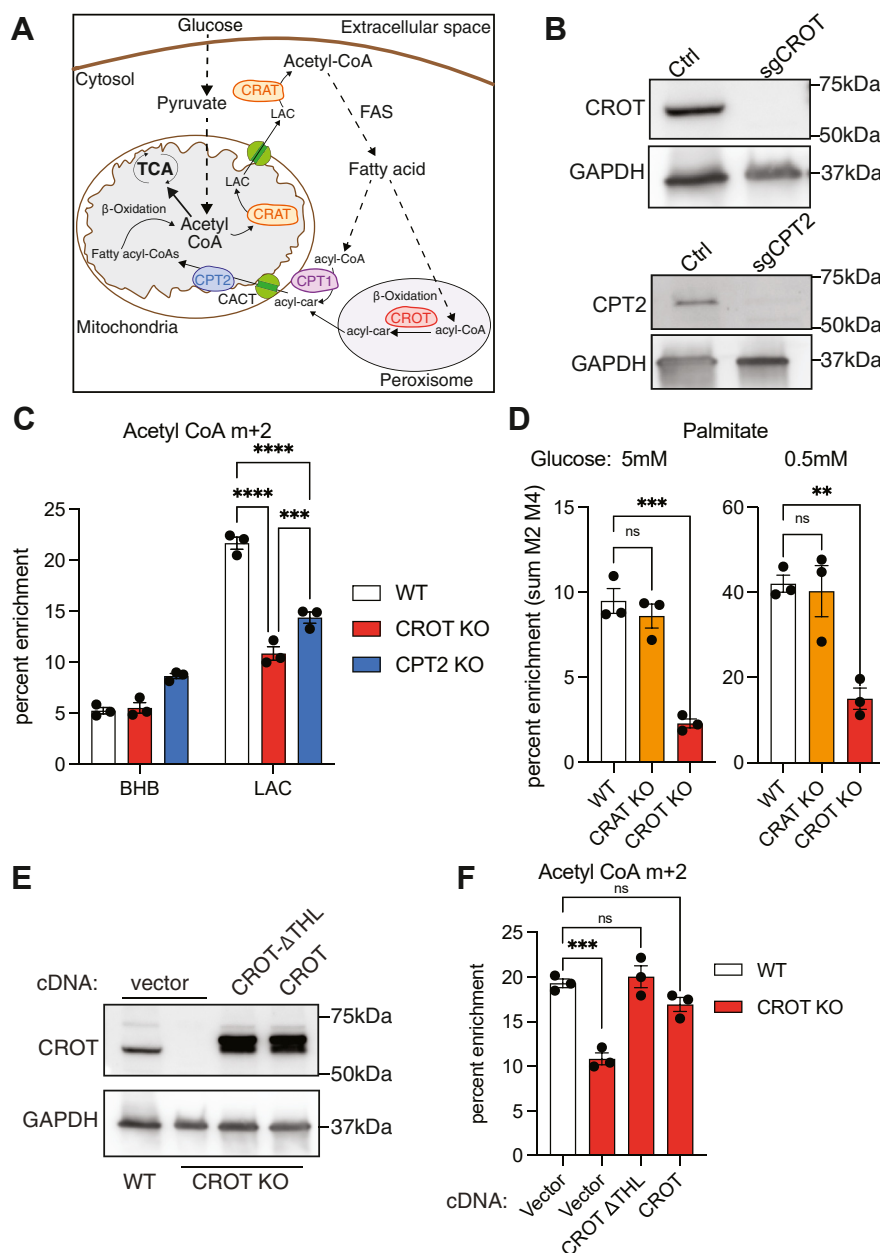 A
Glucose
Extracellular space
Cytosol
Acetyl-CoA
CRAT
Pyruvate
LAC
FAS
TCA
LAC
Fatty acid
β-Oxidation
Acetyl
CoA
CRAT
Fatty acyl-CoAs
acyl-CoA
CPT2
CPT1
CACT
acyl-car
β-Oxidation
Mitochondria
CROT
acyl-car
acyl-CoA
Peroxisome
B
Ctrl
sgCROT
75kDa
CROT
50kDa
GAPDH
37kDa
Ctrl
sgCPT2
75kDa
CPT2
50kDa
GAPDH
37kDa
C
Acetyl CoA m+2
percent enrichment
25
20
15
10
5
0
****
****
***
BHB
LAC
WT
CROT KO
CPT2 KO
D
Palmitate
Glucose: 5mM
0.5mM
percent enrichment (sum M2 M4)
15
10
5
0
***
ns
WT
CRAT KO
CROT KO
60
40
20
0
**
ns
WT
CRAT KO
CROT KO
E
cDNA:
vector
CROT-ΔTHL
CROT
75kDa
CROT
50kDa
GAPDH
37kDa
WT
CROT KO
F
Acetyl CoA m+2
percent enrichment
25
20
15
10
5
0
ns
ns
***
WT
CROT KO
cDNA:
Vector
Vector
CROT ΔTHL
CROT